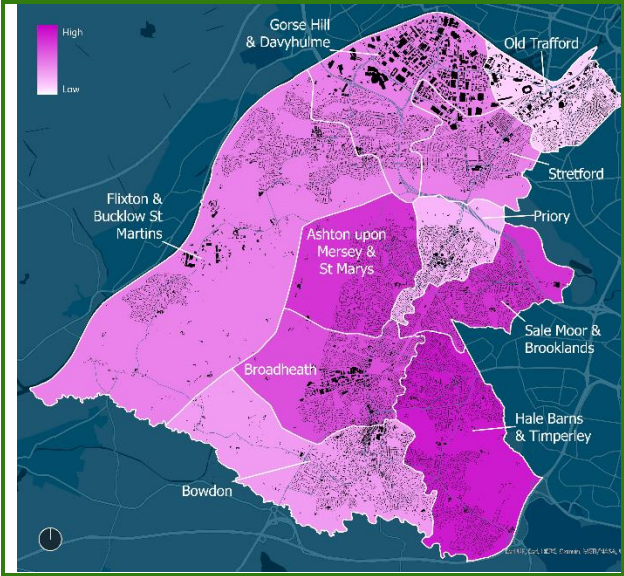 High
Low
Gorse Hill
& Davyhulme
Old Trafford
Stretford
Flixton &
Bucklow St
Martins
Priory
Ashton upon
Mersey &
St Marys
Sale Moor &
Brooklands
Broadheath
Hale Barns
& Timperley
Bowdon